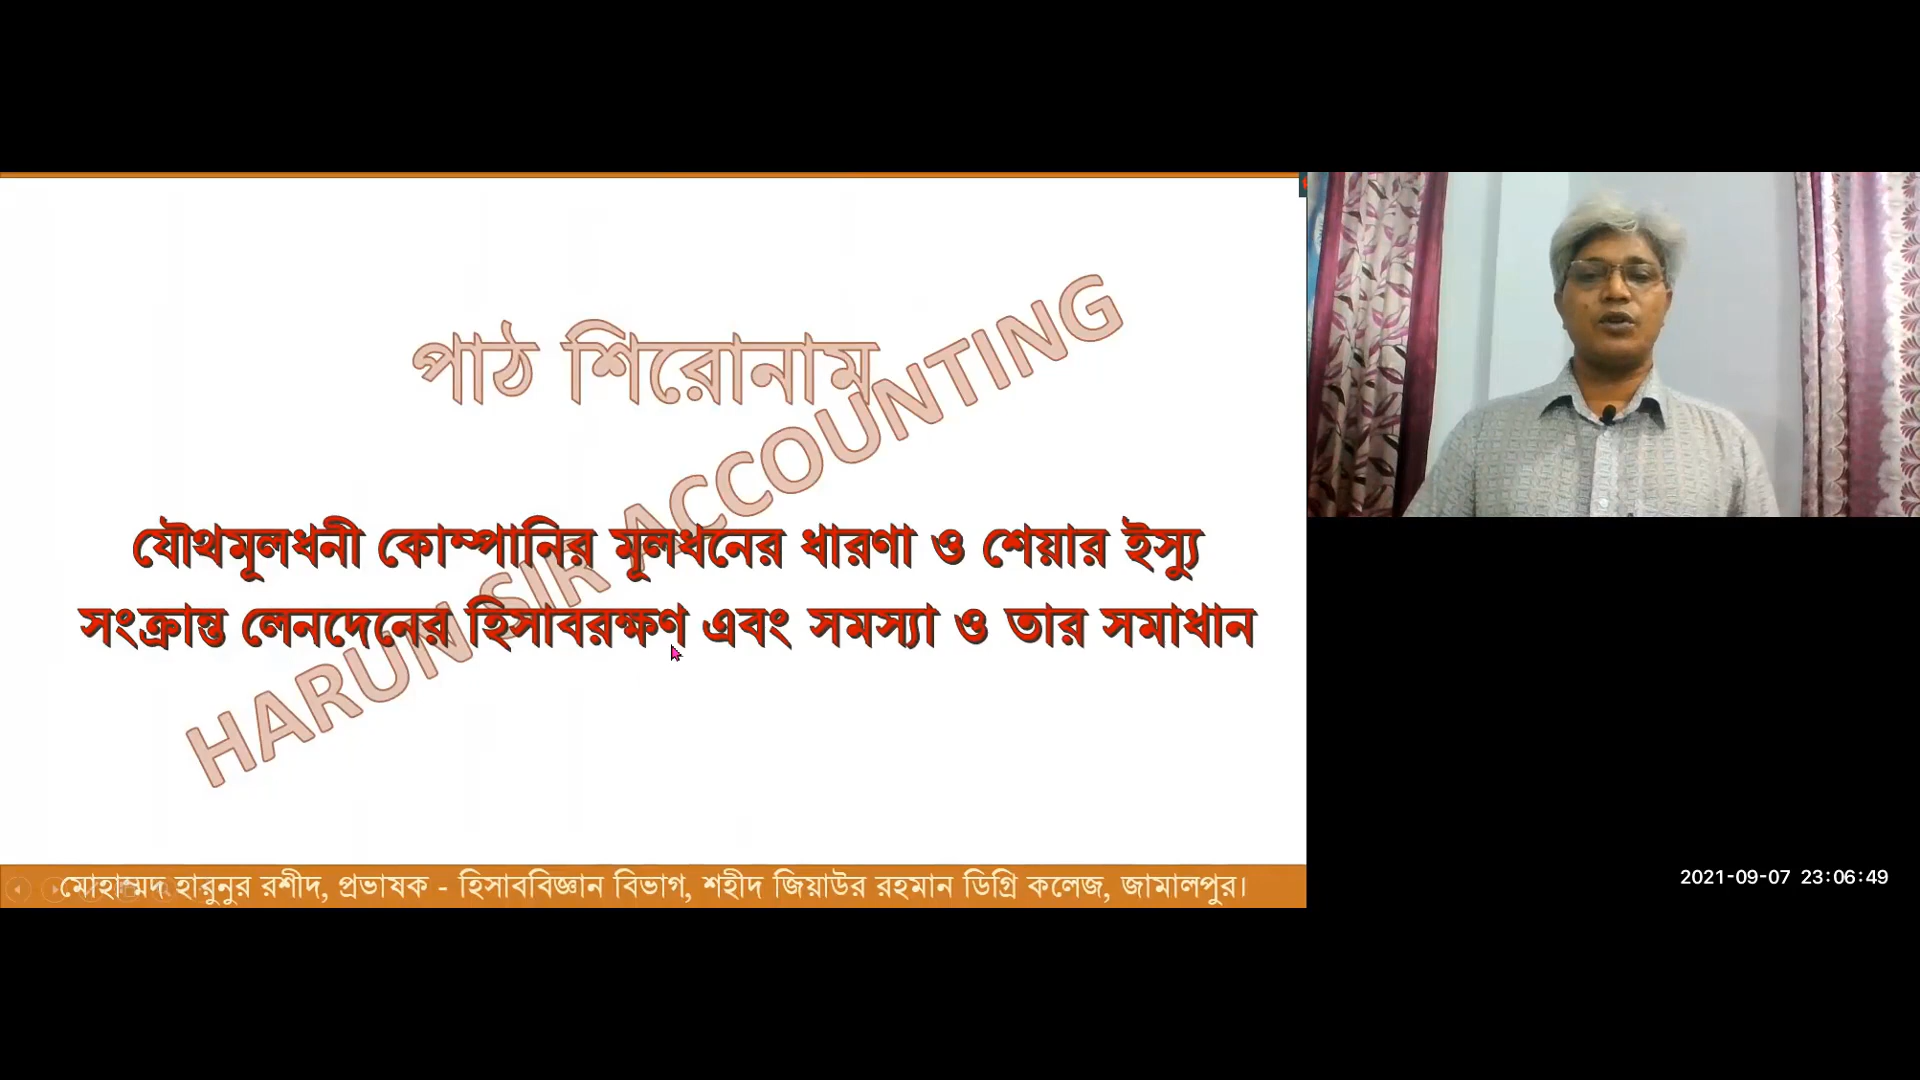 পাঠ শিরোনাম
HARUN SIR ACCOUNTING
যৌথমূলধনী কোম্পানির মূলধনের ধারণা ও শেয়ার ইস্যু
সংক্রান্ত লেনদেনের হিসাবরক্ষণ এবং সমস্যা ও তার সমাধান
মোহাম্মদ হারুনুর রশীদ, প্রভাষক - হিসাববিজ্ঞান বিভাগ, শহীদ জিয়াউর রহমান ডিগ্রি কলেজ, জামালপুর।
2021-09-07 23:06:49